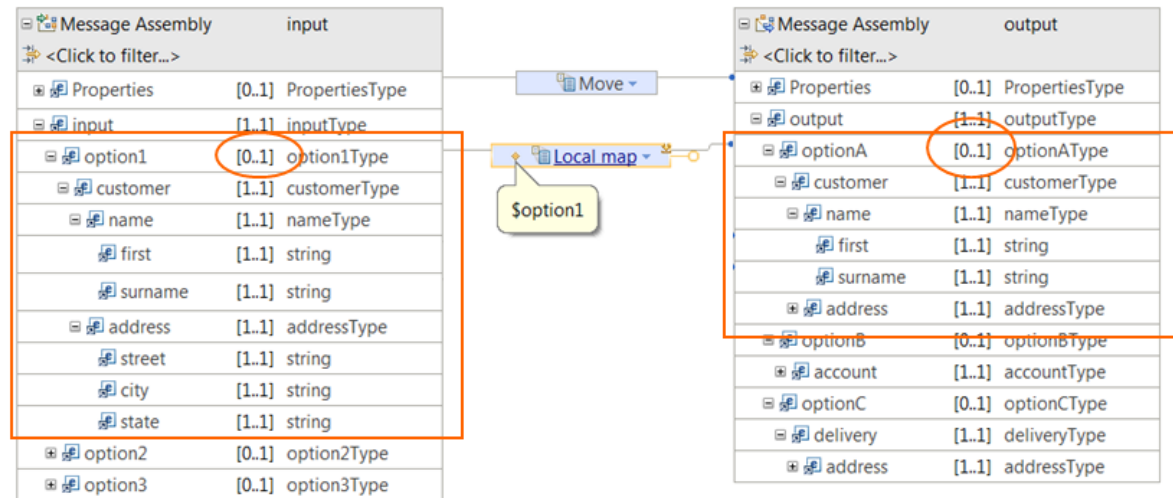 Message Assembly input
<Click to filter...>
Properties [0..1] PropertiesType
input [1..1] inputType
option1 [0..1] option1Type
customer [1..1] customerType
name [1..1] nameType
first [1..1] string
surname [1..1] string
address [1..1] addressType
street [1..1] string
city [1..1] string
state [1..1] string
option2 [0..1] option2Type
option3 [0..1] option3Type
Move
Local map
$option1
Message Assembly output
<Click to filter...>
Properties [0..1] PropertiesType
output [1..1] outputType
optionA [0..1] optionAType
customer [1..1] customerType
name [1..1] nameType
first [1..1] string
surname [1..1] string
address [1..1] addressType
optionB [0..1] optionBType
account [1..1] accountType
optionC [0..1] optionCType
delivery [1..1] deliveryType
address [1..1] addressType